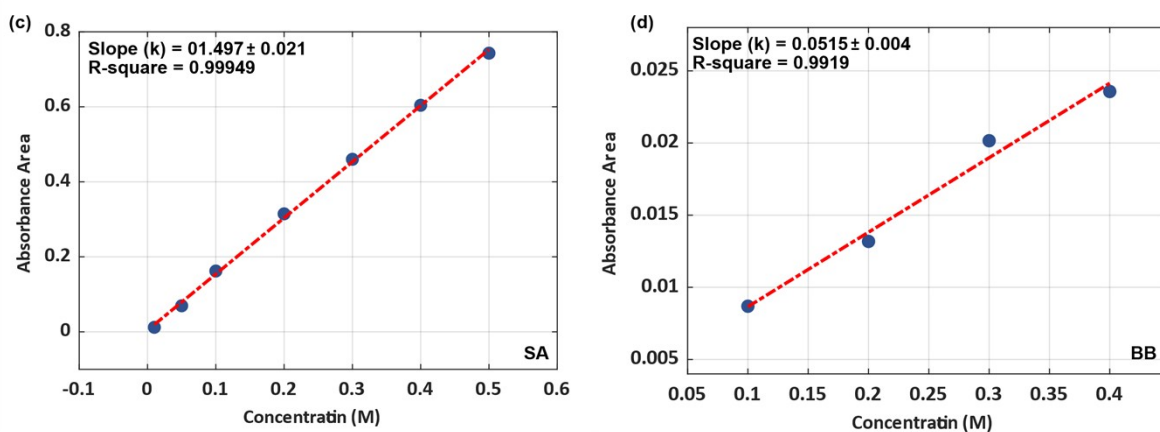 (c)
Slope (k) = 01.497 ± 0.021
R-square = 0.99949
0.8
0.6
0.4
0.2
0
Absorbance Area
SA
-0.1 0 0.1 0.2 0.3 0.4 0.5 0.6
Concentratin (M)
(d)
Slope (k) = 0.0515 ± 0.004
R-square = 0.9919
0.025
0.02
0.015
0.01
0.005
Absorbance Area
BB
0.05 0.1 0.15 0.2 0.25 0.3 0.35 0.4
Concentratin (M)